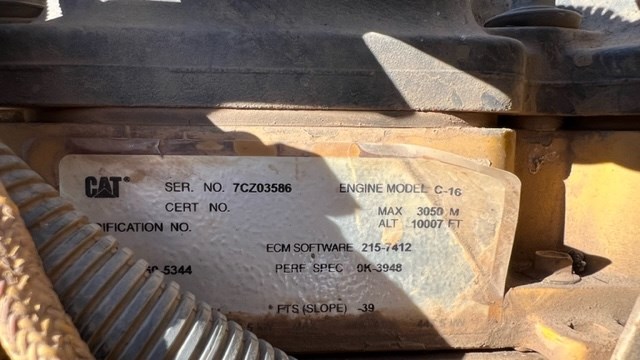 CAT® SER. NO. 7CZ03586 ENGINE MODEL C-16
CERT NO. MAX 3050 M
IFICATION NO. ALT 10007 FT
ECM SOFTWARE 215-7412
5344 PERF SPEC 0K-3948
FTS (SLOPE) -39